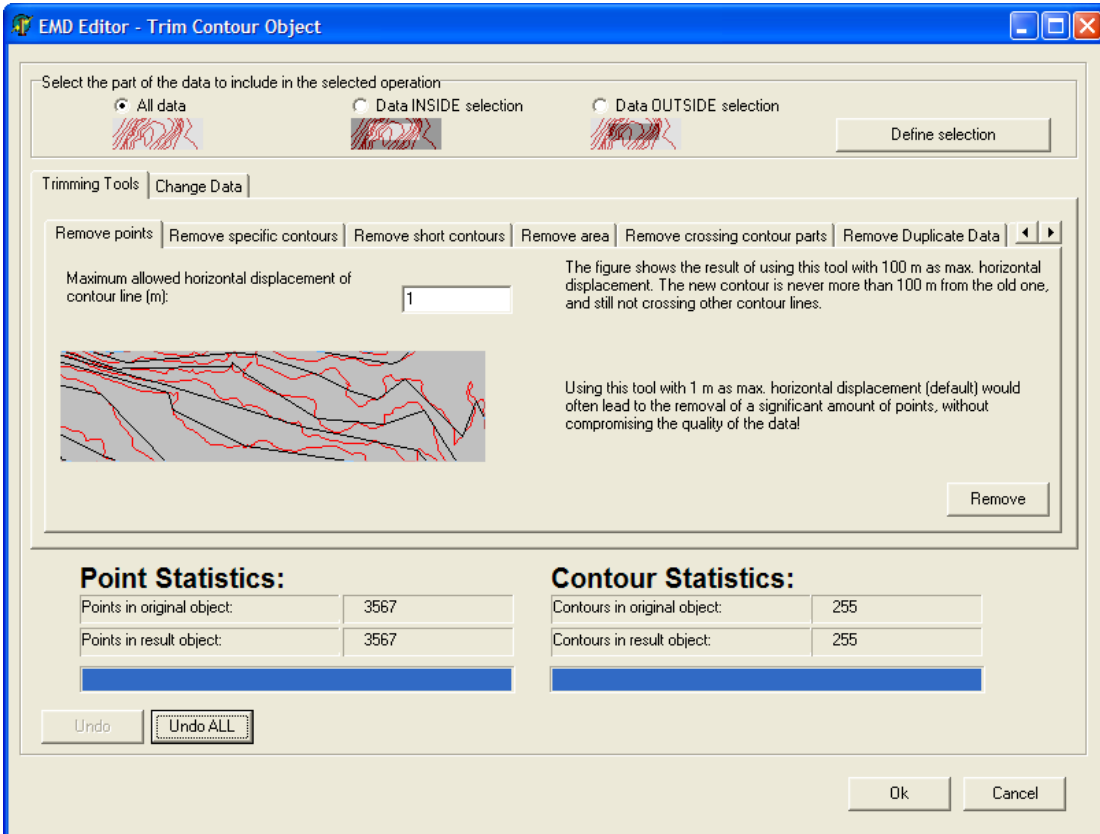 EMD Editor - Trim Contour Object
Select the part of the data to include in the selected operation
All data
Data INSIDE selection
Data OUTSIDE selection
Define selection
Trimming Tools
Change Data
Remove points
Remove specific contours
Remove short contours
Remove area
Remove crossing contour parts
Remove Duplicate Data
Maximum allowed horizontal displacement of
contour line (m):
1
The figure shows the result of using this tool with 100 m as max. horizontal
displacement. The new contour is never more than 100 m from the old one,
and still not crossing other contour lines.
Using this tool with 1 m as max. horizontal displacement (default) would
often lead to the removal of a significant amount of points, without
compromising the quality of the data!
Remove
Point Statistics:
Points in original object:
3567
Points in result object:
3567
Contour Statistics:
Contours in original object:
255
Contours in result object:
255
Undo
Undo ALL
Ok
Cancel